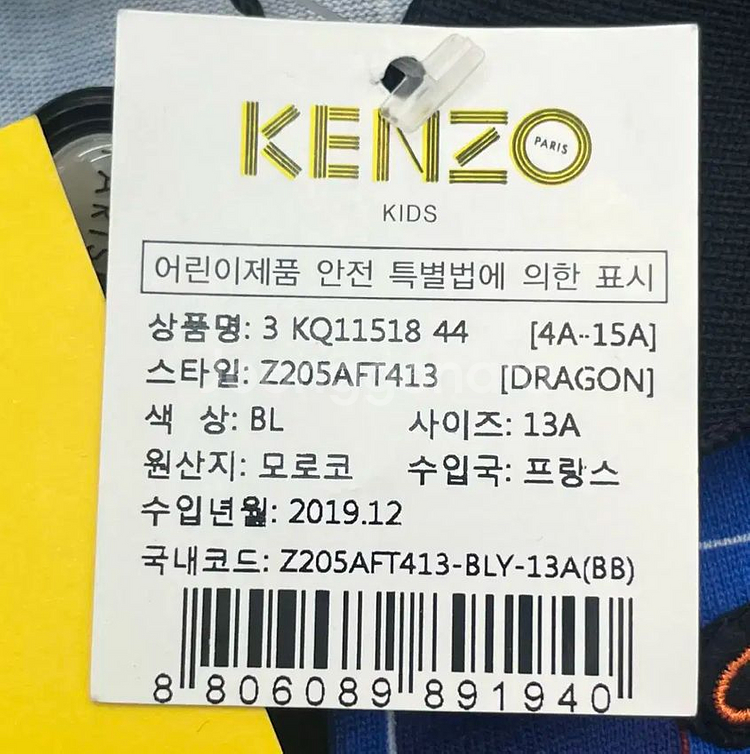 KENZO
PARIS
KIDS
어린이제품 안전 특별법에 의한 표시
상품명: 3 KQ11518 44 [4A--15A]
스타일: Z205AFT413 [DRAGON]
색 상: BL 사이즈: 13A
원산지: 모로코 수입국: 프랑스
수입년월: 2019.12
국내코드: Z205AFT413-BLY-13A(BB)
8 806089 891940